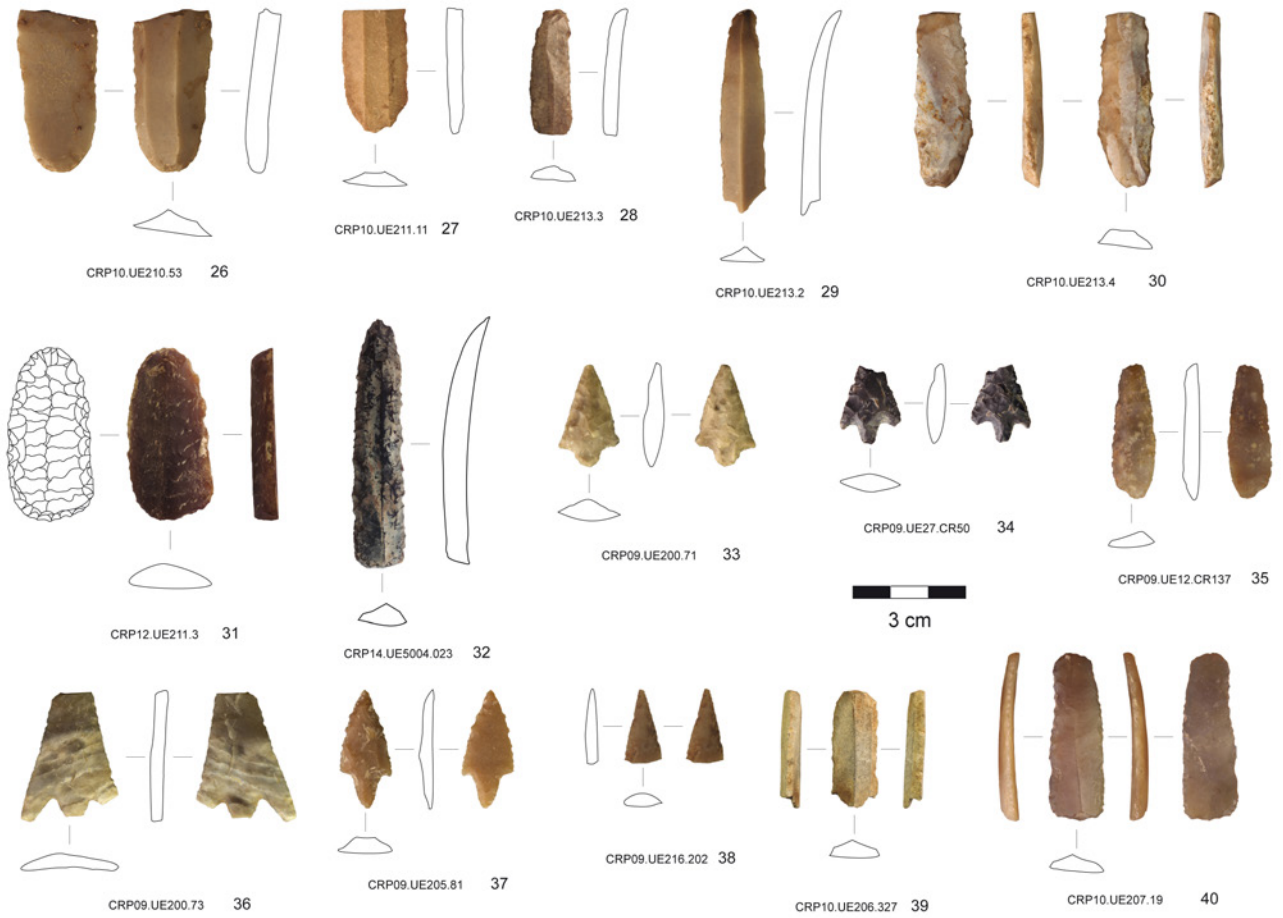 CRP10.UE210.53 26
CRP10.UE211.11 27
CRP10.UE213.3 28
CRP10.UE213.2 29
CRP10.UE213.4 30
CRP12.UE211.3 31
CRP14.UE5004.023 32
CRP09.UE200.71 33
CRP09.UE27.CR50 34
CRP09.UE12.CR137 35
3 cm
CRP09.UE200.73 36
CRP09.UE205.81 37
CRP09.UE216.202 38
CRP10.UE206.327 39
CRP10.UE207.19 40